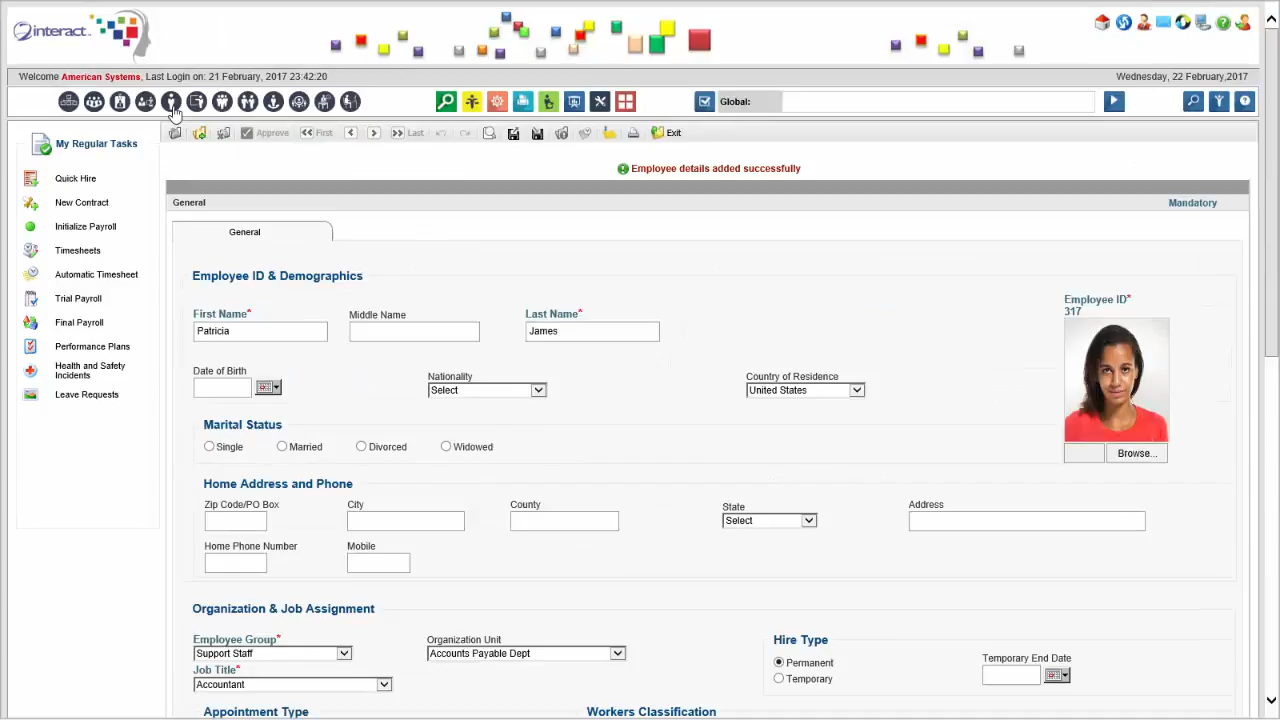 interact
Welcome American Systems, Last Login on: 21 February, 2017 23:42:20
Wednesday, 22 February,2017
Global:
My Regular Tasks
Quick Hire
New Contract
Initialize Payroll
Timesheets
Automatic Timesheet
Trial Payroll
Final Payroll
Performance Plans
Health and Safety
Incidents
Leave Requests
Approve First Last Exit
Employee details added successfully
General Mandatory
General
Employee ID & Demographics
First Name* Middle Name Last Name* Employee ID*
317
Patricia James
Date of Birth Nationality Country of Residence
Select United States
Marital Status
Single Married Divorced Widowed
Browse...
Home Address and Phone
Zip Code/PO Box City County State Address
Select
Home Phone Number Mobile
Organization & Job Assignment
Employee Group* Organization Unit Hire Type
Support Staff Accounts Payable Dept
Permanent Temporary End Date
Job Title*
Temporary
Accountant
Appointment Type Workers Classification